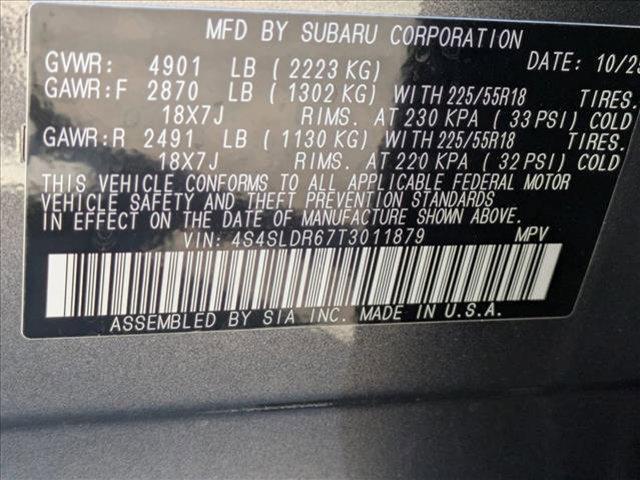 MFD BY SUBARU CORPORATION
GVWR: 4901 LB (2223 KG) DATE: 10/25
GAWR:F 2870 LB (1302 KG) WITH 225/55R18 TIRES.
18X7J RIMS. AT 230 KPA (33 PSI) COLD
GAWR:R 2491 LB (1130 KG) WITH 225/55R18 TIRES.
18X7J RIMS. AT 220 KPA (32 PSI) COLD
THIS VEHICLE CONFORMS TO ALL APPLICABLE FEDERAL MOTOR
VEHICLE SAFETY AND THEFT PREVENTION STANDARDS
IN EFFECT ON THE DATE OF MANUFACTURE SHOWN ABOVE.
VIN: 4S4SLDR67T3011879 MPV
ASSEMBLED BY SIA INC. MADE IN U.S.A.